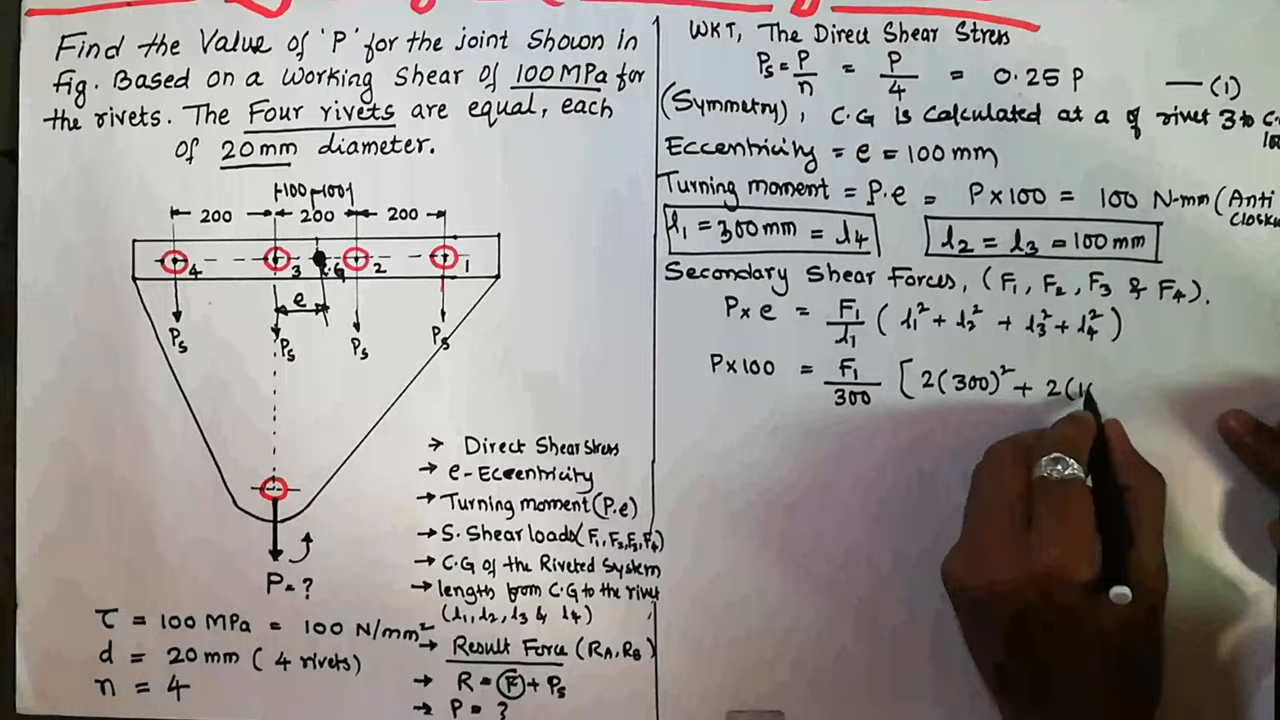 Find the Value of 'P' for the joint Shown in
Fig. Based on a Working Shear of 100 MPa for
the rivets. The Four rivets are equal, each
of 20mm diameter.
100 100
200 200 200
4 3 C.G 2 1
e
Ps Ps Ps Ps
P = ?
τ = 100 MPa = 100 N/mm²
d = 20 mm ( 4 rivets)
n = 4
→ Direct Shear Stress
→ e - Eccentricity
→ Turning moment (P.e)
→ S. Shear loads (F₁, F₂, F₃, F₄)
→ C.G of the Riveted System
→ length from C.G to the rivet
(l₁, l₂, l₃ & l₄)
→ Result Force (RA, RB)
→ R = F + Ps
→ P = ?
WKT, The Direct Shear Stress
Ps = P/n = P/4 = 0.25 P — (1)
(Symmetry), C.G is Calculated at a of rivet 3 to C.
Eccentricity = e = 100 mm
Turning moment = P.e = P x 100 = 100 N-mm (Anti
l₁ = 300 mm = l₄ l₂ = l₃ = 100 mm
Secondary Shear Forces, (F₁, F₂, F₃ & F₄).
P x e = F₁/l₁ ( l₁² + l₂² + l₃² + l₄² )
P x 100 = F₁/300 [ 2(300)² + 2(1